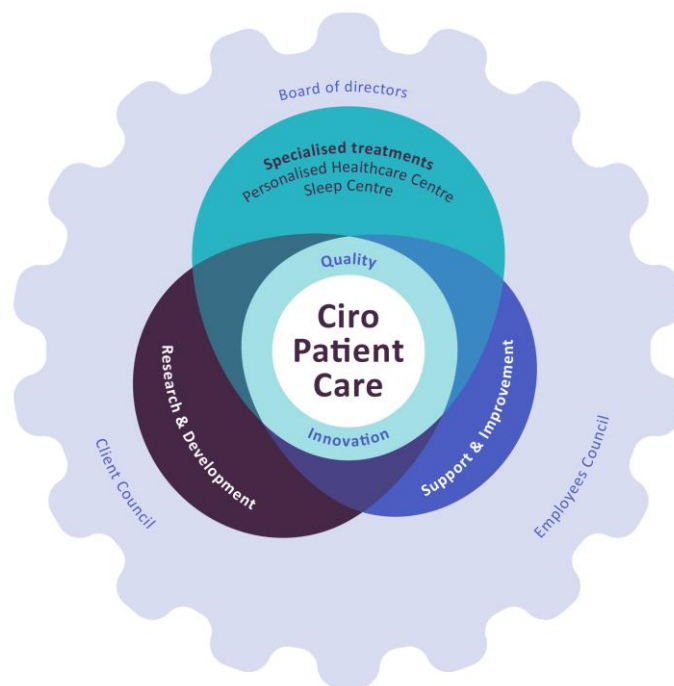 Board of directors
Specialised treatments
Personalised Healthcare Centre
Sleep Centre
Quality
Ciro
Patient
Care
Innovation
Research & Development
Support & Improvement
Client Council
Employees Council